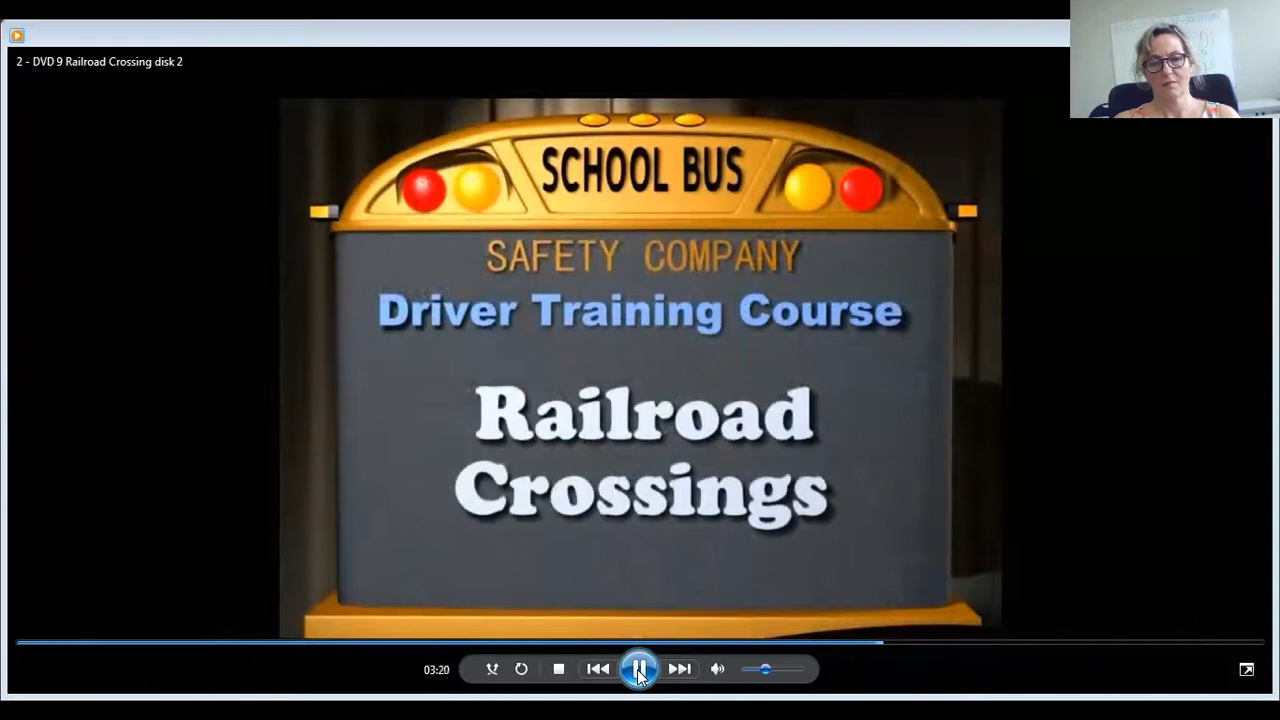 2 - DVD 9 Railroad Crossing disk 2
SCHOOL BUS
SAFETY COMPANY
Driver Training Course
Railroad
Crossings
03:20